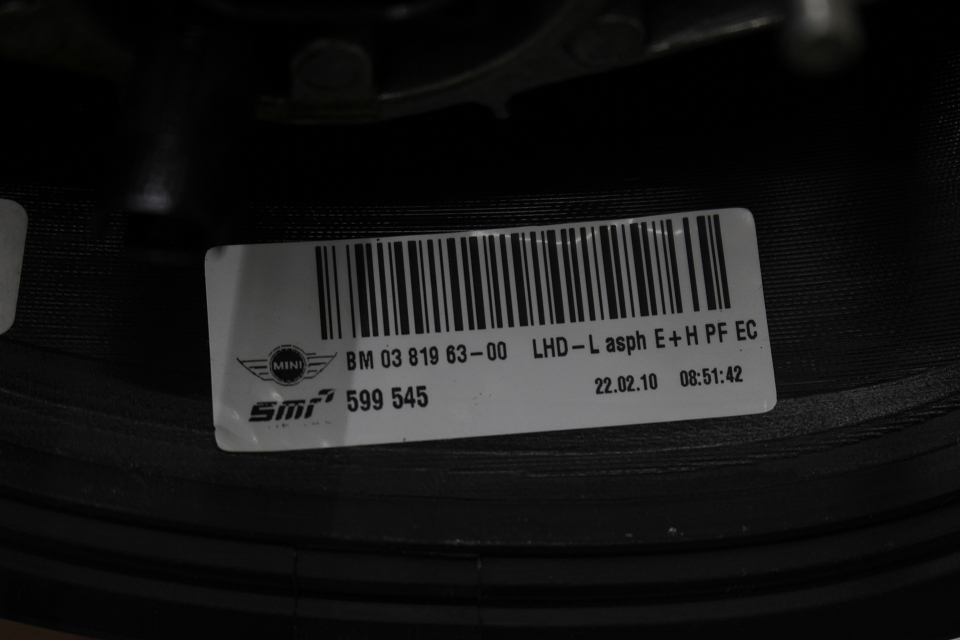 BM 03 819 63-00 LHD-L asph E+H PF EC
MINI
smr 599 545 22.02.10 08:51:42